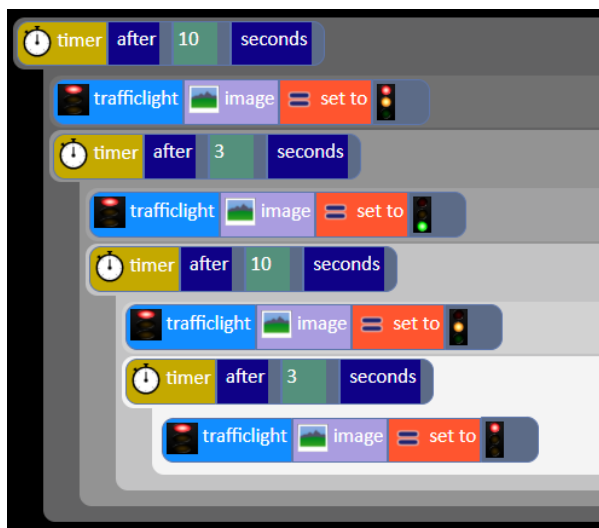 timer after 10 seconds
trafficlight image set to
timer after 3 seconds
trafficlight image set to
timer after 10 seconds
trafficlight image set to
timer after 3 seconds
trafficlight image set to